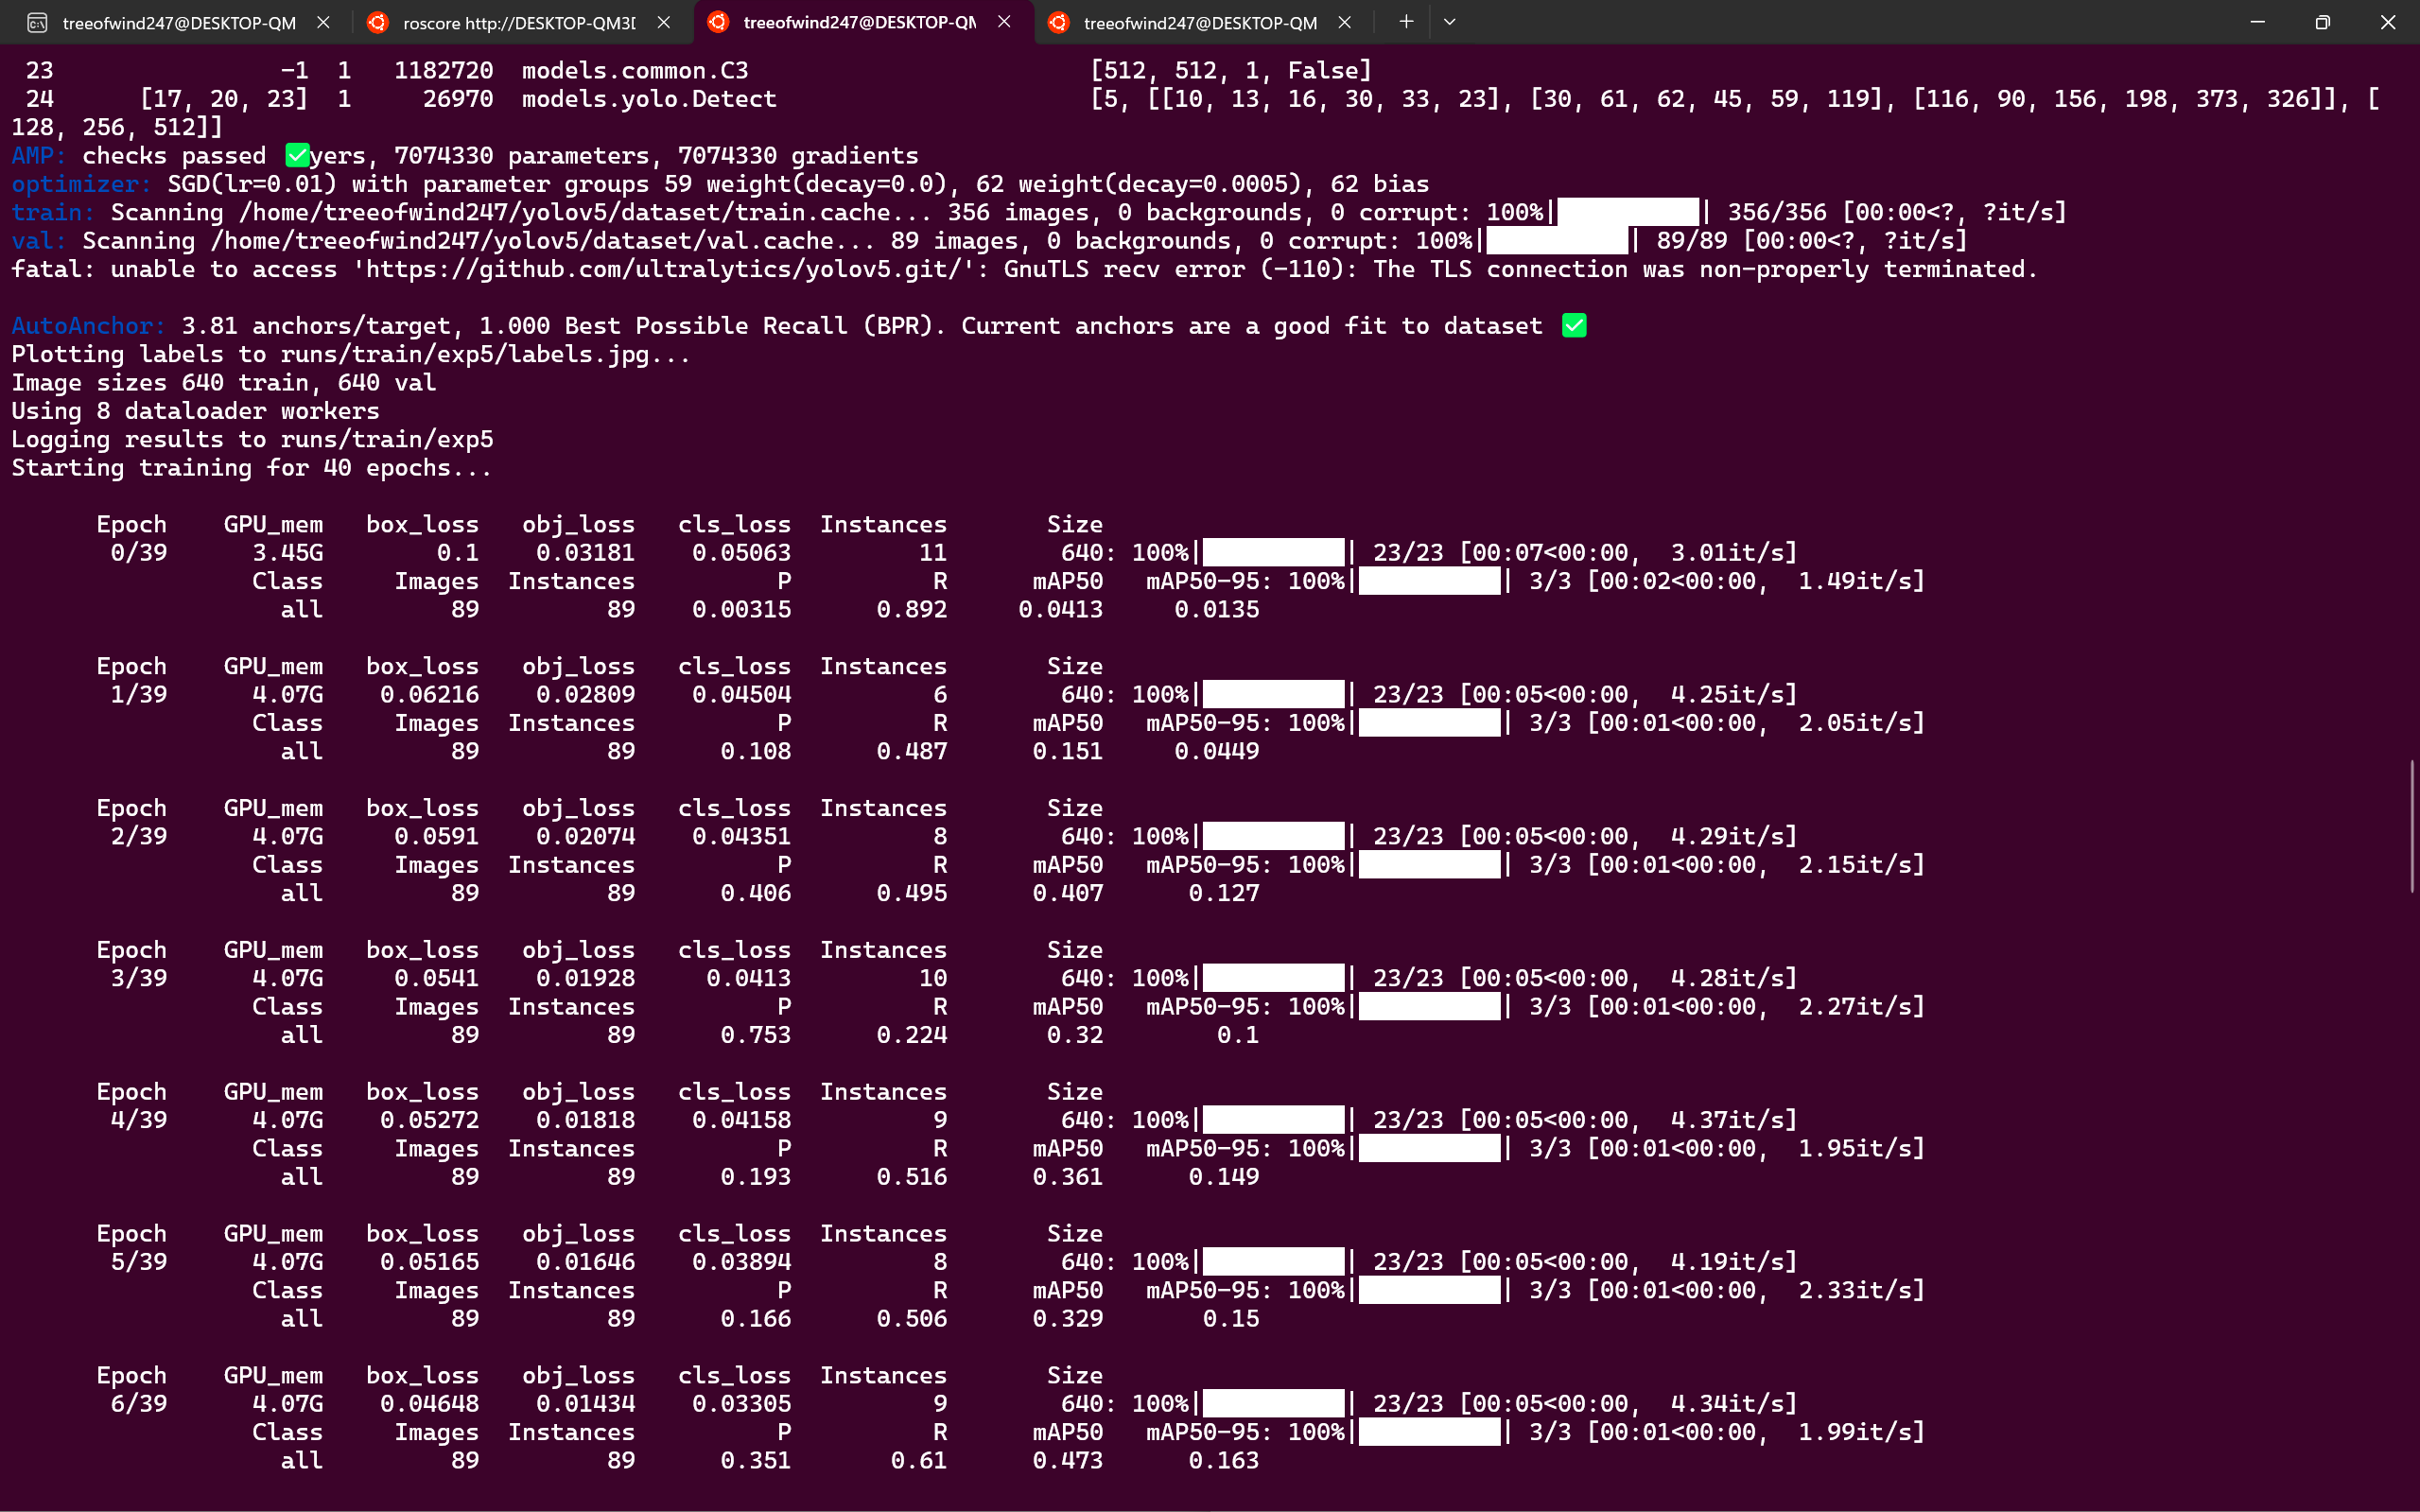 treeofwind247@DESKTOP-QM
roscore http://DESKTOP-QM3
treeofwind247@DESKTOP-QM
treeofwind247@DESKTOP-QM
23 -1 1 1182720 models.common.C3 [512, 512, 1, False]
24 [17, 20, 23] 1 26970 models.yolo.Detect [5, [[10, 13, 16, 30, 33, 23], [30, 61, 62, 45, 59, 119], [116, 90, 156, 198, 373, 326]], [
128, 256, 512]]
AMP: checks passed ✅yers, 7074330 parameters, 7074330 gradients
optimizer: SGD(lr=0.01) with parameter groups 59 weight(decay=0.0), 62 weight(decay=0.0005), 62 bias
train: Scanning /home/treeofwind247/yolov5/dataset/train.cache... 356 images, 0 backgrounds, 0 corrupt: 100%|██████████| 356/356 [00:00<?, ?it/s]
val: Scanning /home/treeofwind247/yolov5/dataset/val.cache... 89 images, 0 backgrounds, 0 corrupt: 100%|██████████| 89/89 [00:00<?, ?it/s]
fatal: unable to access 'https://github.com/ultralytics/yolov5.git/': GnuTLS recv error (-110): The TLS connection was non-properly terminated.
AutoAnchor: 3.81 anchors/target, 1.000 Best Possible Recall (BPR). Current anchors are a good fit to dataset ✅
Plotting labels to runs/train/exp5/labels.jpg...
Image sizes 640 train, 640 val
Using 8 dataloader workers
Logging results to runs/train/exp5
Starting training for 40 epochs...
Epoch GPU_mem box_loss obj_loss cls_loss Instances Size
0/39 3.45G 0.1 0.03181 0.05063 11 640: 100%|██████████| 23/23 [00:07<00:00, 3.01it/s]
Class Images Instances P R mAP50 mAP50-95: 100%|██████████| 3/3 [00:02<00:00, 1.49it/s]
all 89 89 0.00315 0.892 0.0413 0.0135
Epoch GPU_mem box_loss obj_loss cls_loss Instances Size
1/39 4.07G 0.06216 0.02809 0.04504 6 640: 100%|██████████| 23/23 [00:05<00:00, 4.25it/s]
Class Images Instances P R mAP50 mAP50-95: 100%|██████████| 3/3 [00:01<00:00, 2.05it/s]
all 89 89 0.108 0.487 0.151 0.0449
Epoch GPU_mem box_loss obj_loss cls_loss Instances Size
2/39 4.07G 0.0591 0.02074 0.04351 8 640: 100%|██████████| 23/23 [00:05<00:00, 4.29it/s]
Class Images Instances P R mAP50 mAP50-95: 100%|██████████| 3/3 [00:01<00:00, 2.15it/s]
all 89 89 0.406 0.495 0.407 0.127
Epoch GPU_mem box_loss obj_loss cls_loss Instances Size
3/39 4.07G 0.0541 0.01928 0.0413 10 640: 100%|██████████| 23/23 [00:05<00:00, 4.28it/s]
Class Images Instances P R mAP50 mAP50-95: 100%|██████████| 3/3 [00:01<00:00, 2.27it/s]
all 89 89 0.753 0.224 0.32 0.1
Epoch GPU_mem box_loss obj_loss cls_loss Instances Size
4/39 4.07G 0.05272 0.01818 0.04158 9 640: 100%|██████████| 23/23 [00:05<00:00, 4.37it/s]
Class Images Instances P R mAP50 mAP50-95: 100%|██████████| 3/3 [00:01<00:00, 1.95it/s]
all 89 89 0.193 0.516 0.361 0.149
Epoch GPU_mem box_loss obj_loss cls_loss Instances Size
5/39 4.07G 0.05165 0.01646 0.03894 8 640: 100%|██████████| 23/23 [00:05<00:00, 4.19it/s]
Class Images Instances P R mAP50 mAP50-95: 100%|██████████| 3/3 [00:01<00:00, 2.33it/s]
all 89 89 0.166 0.506 0.329 0.15
Epoch GPU_mem box_loss obj_loss cls_loss Instances Size
6/39 4.07G 0.04648 0.01434 0.03305 9 640: 100%|██████████| 23/23 [00:05<00:00, 4.34it/s]
Class Images Instances P R mAP50 mAP50-95: 100%|██████████| 3/3 [00:01<00:00, 1.99it/s]
all 89 89 0.351 0.61 0.473 0.163